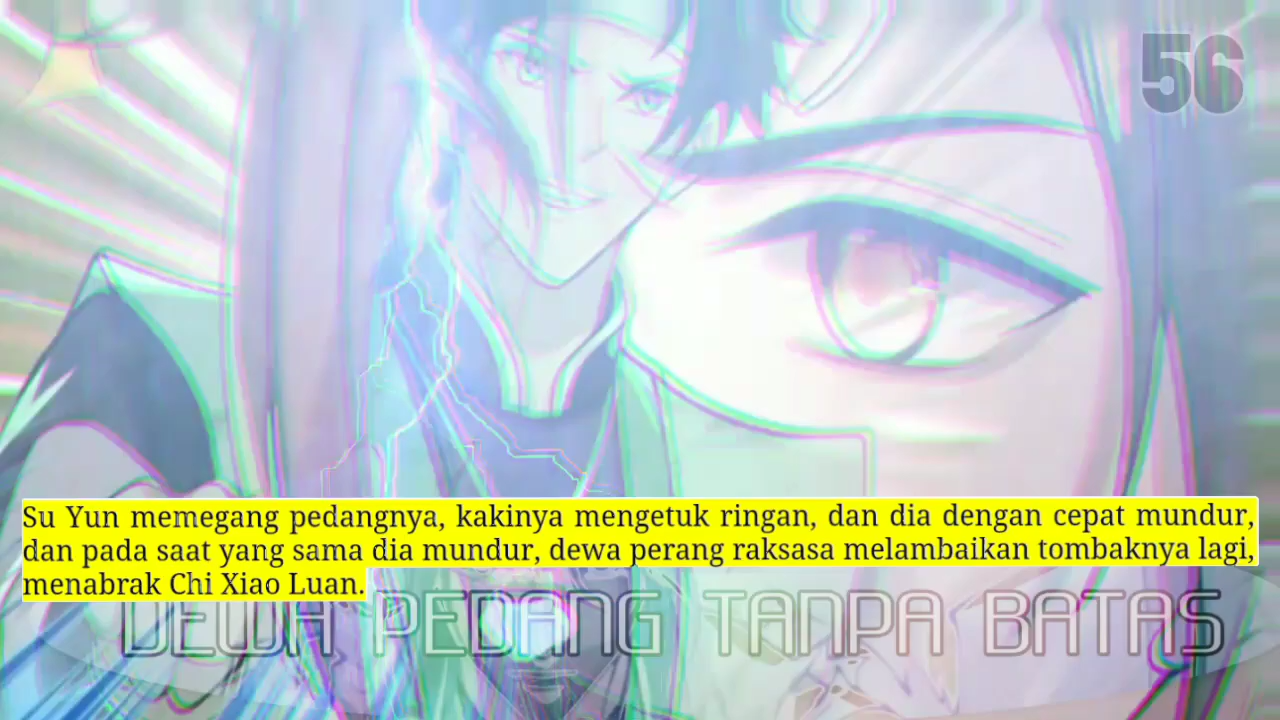 56
Su Yun memegang pedangnya, kakinya mengetuk ringan, dan dia dengan cepat mundur,
dan pada saat yang sama dia mundur, dewa perang raksasa melambaikan tombaknya lagi,
menabrak Chi Xiao Luan.
DEWA PEDANG TANPA BATAS